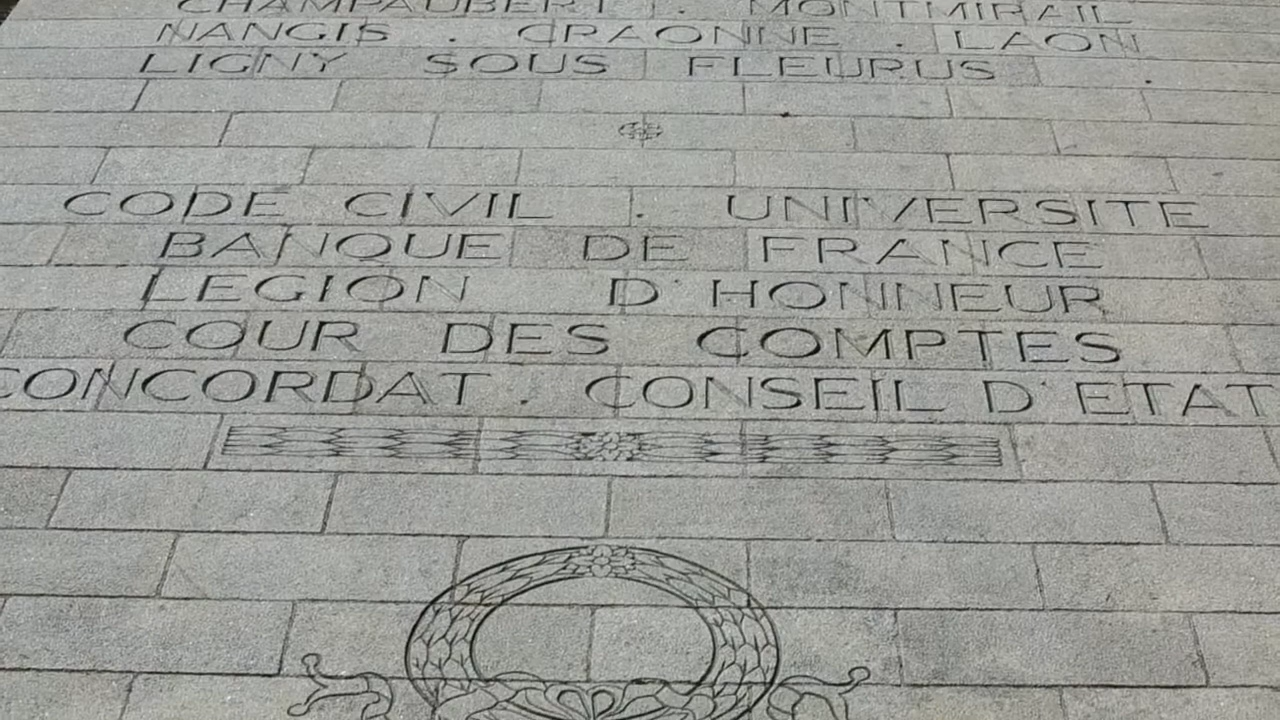 CHAMPAUBERT . MONTMIRAIL
NANGIS . CRAONNE . LAON
LIGNY SOUS FLEURUS .
CODE CIVIL . UNIVERSITE
BANQUE DE FRANCE
LEGION D'HONNEUR
COUR DES COMPTES
CONCORDAT . CONSEIL D'ETAT